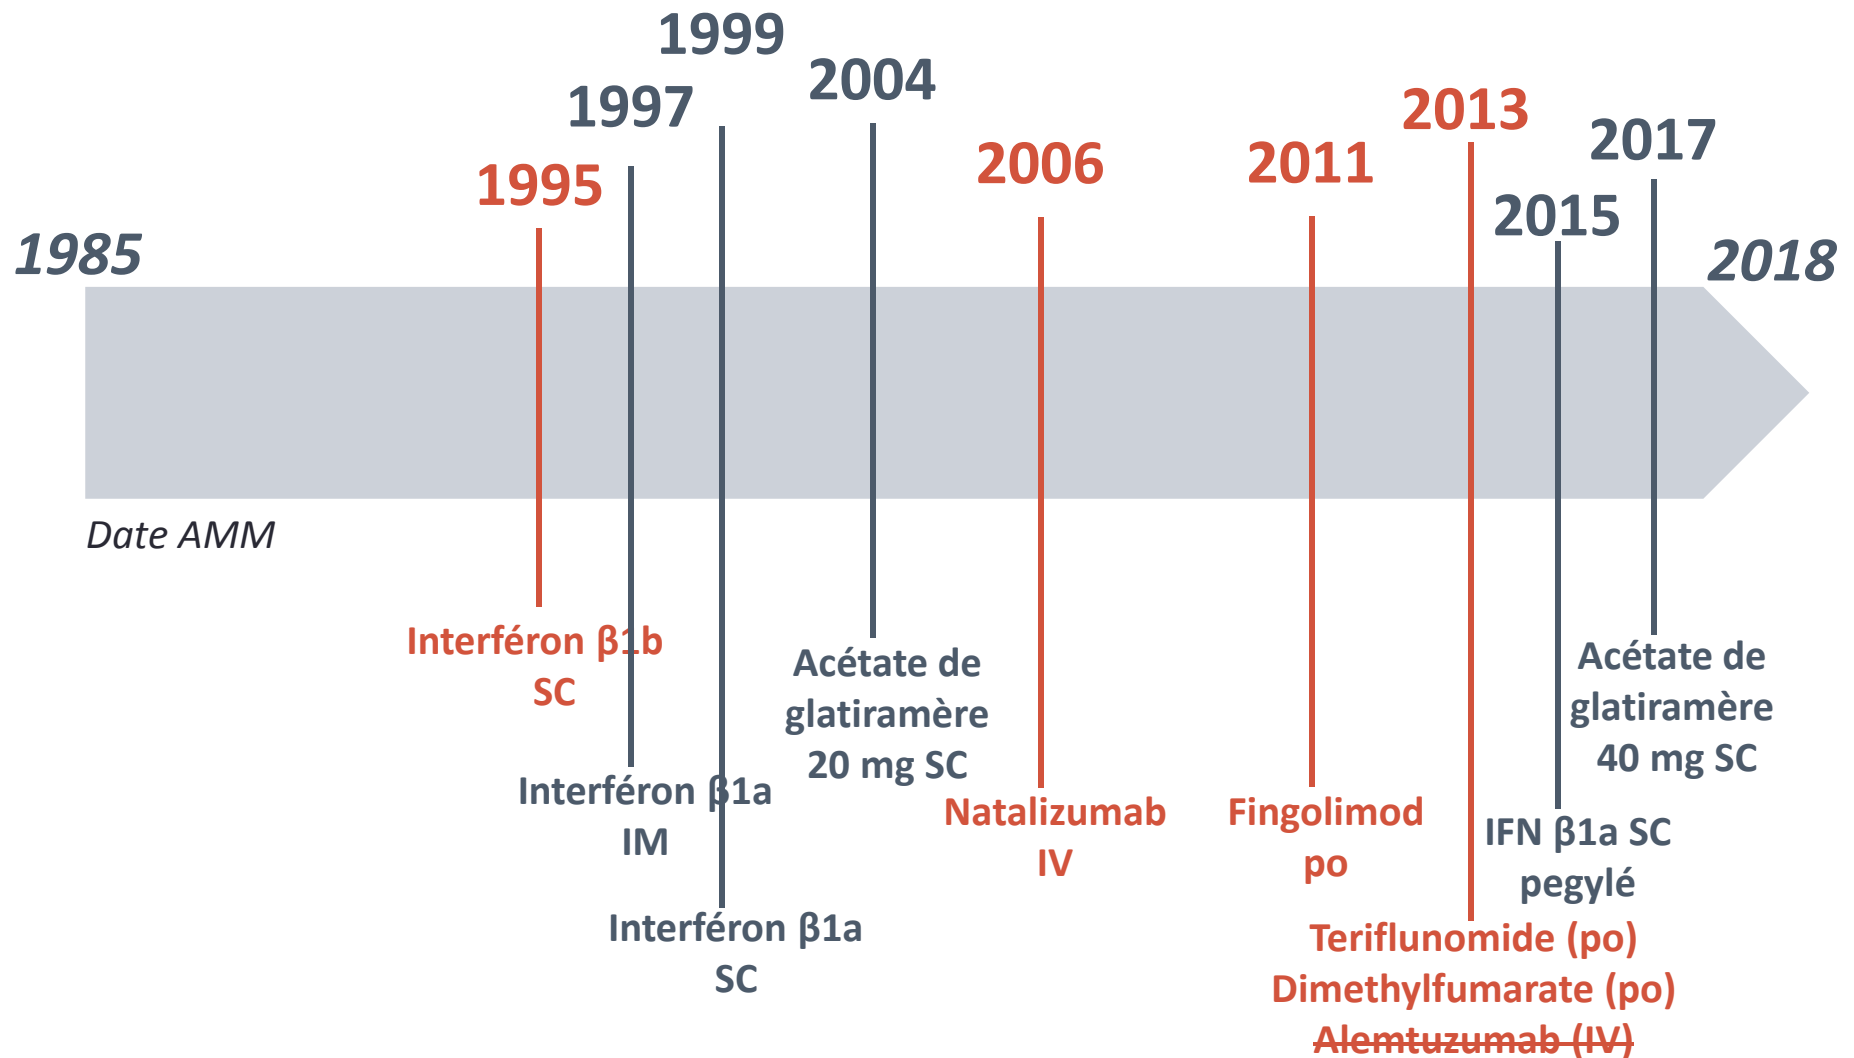 1985
1995
1997
1999
2004
2006
2011
2013
2015
2017
2018
Date AMM
Interféron β1b
SC
Interféron β1a
IM
Interféron β1a
SC
Acétate de
glatiramère
20 mg SC
Natalizumab
IV
Fingolimod
po
Teriflunomide (po)
Dimethylfumarate (po)
Alemtuzumab (IV)
IFN β1a SC
pegylé
Acétate de
glatiramère
40 mg SC